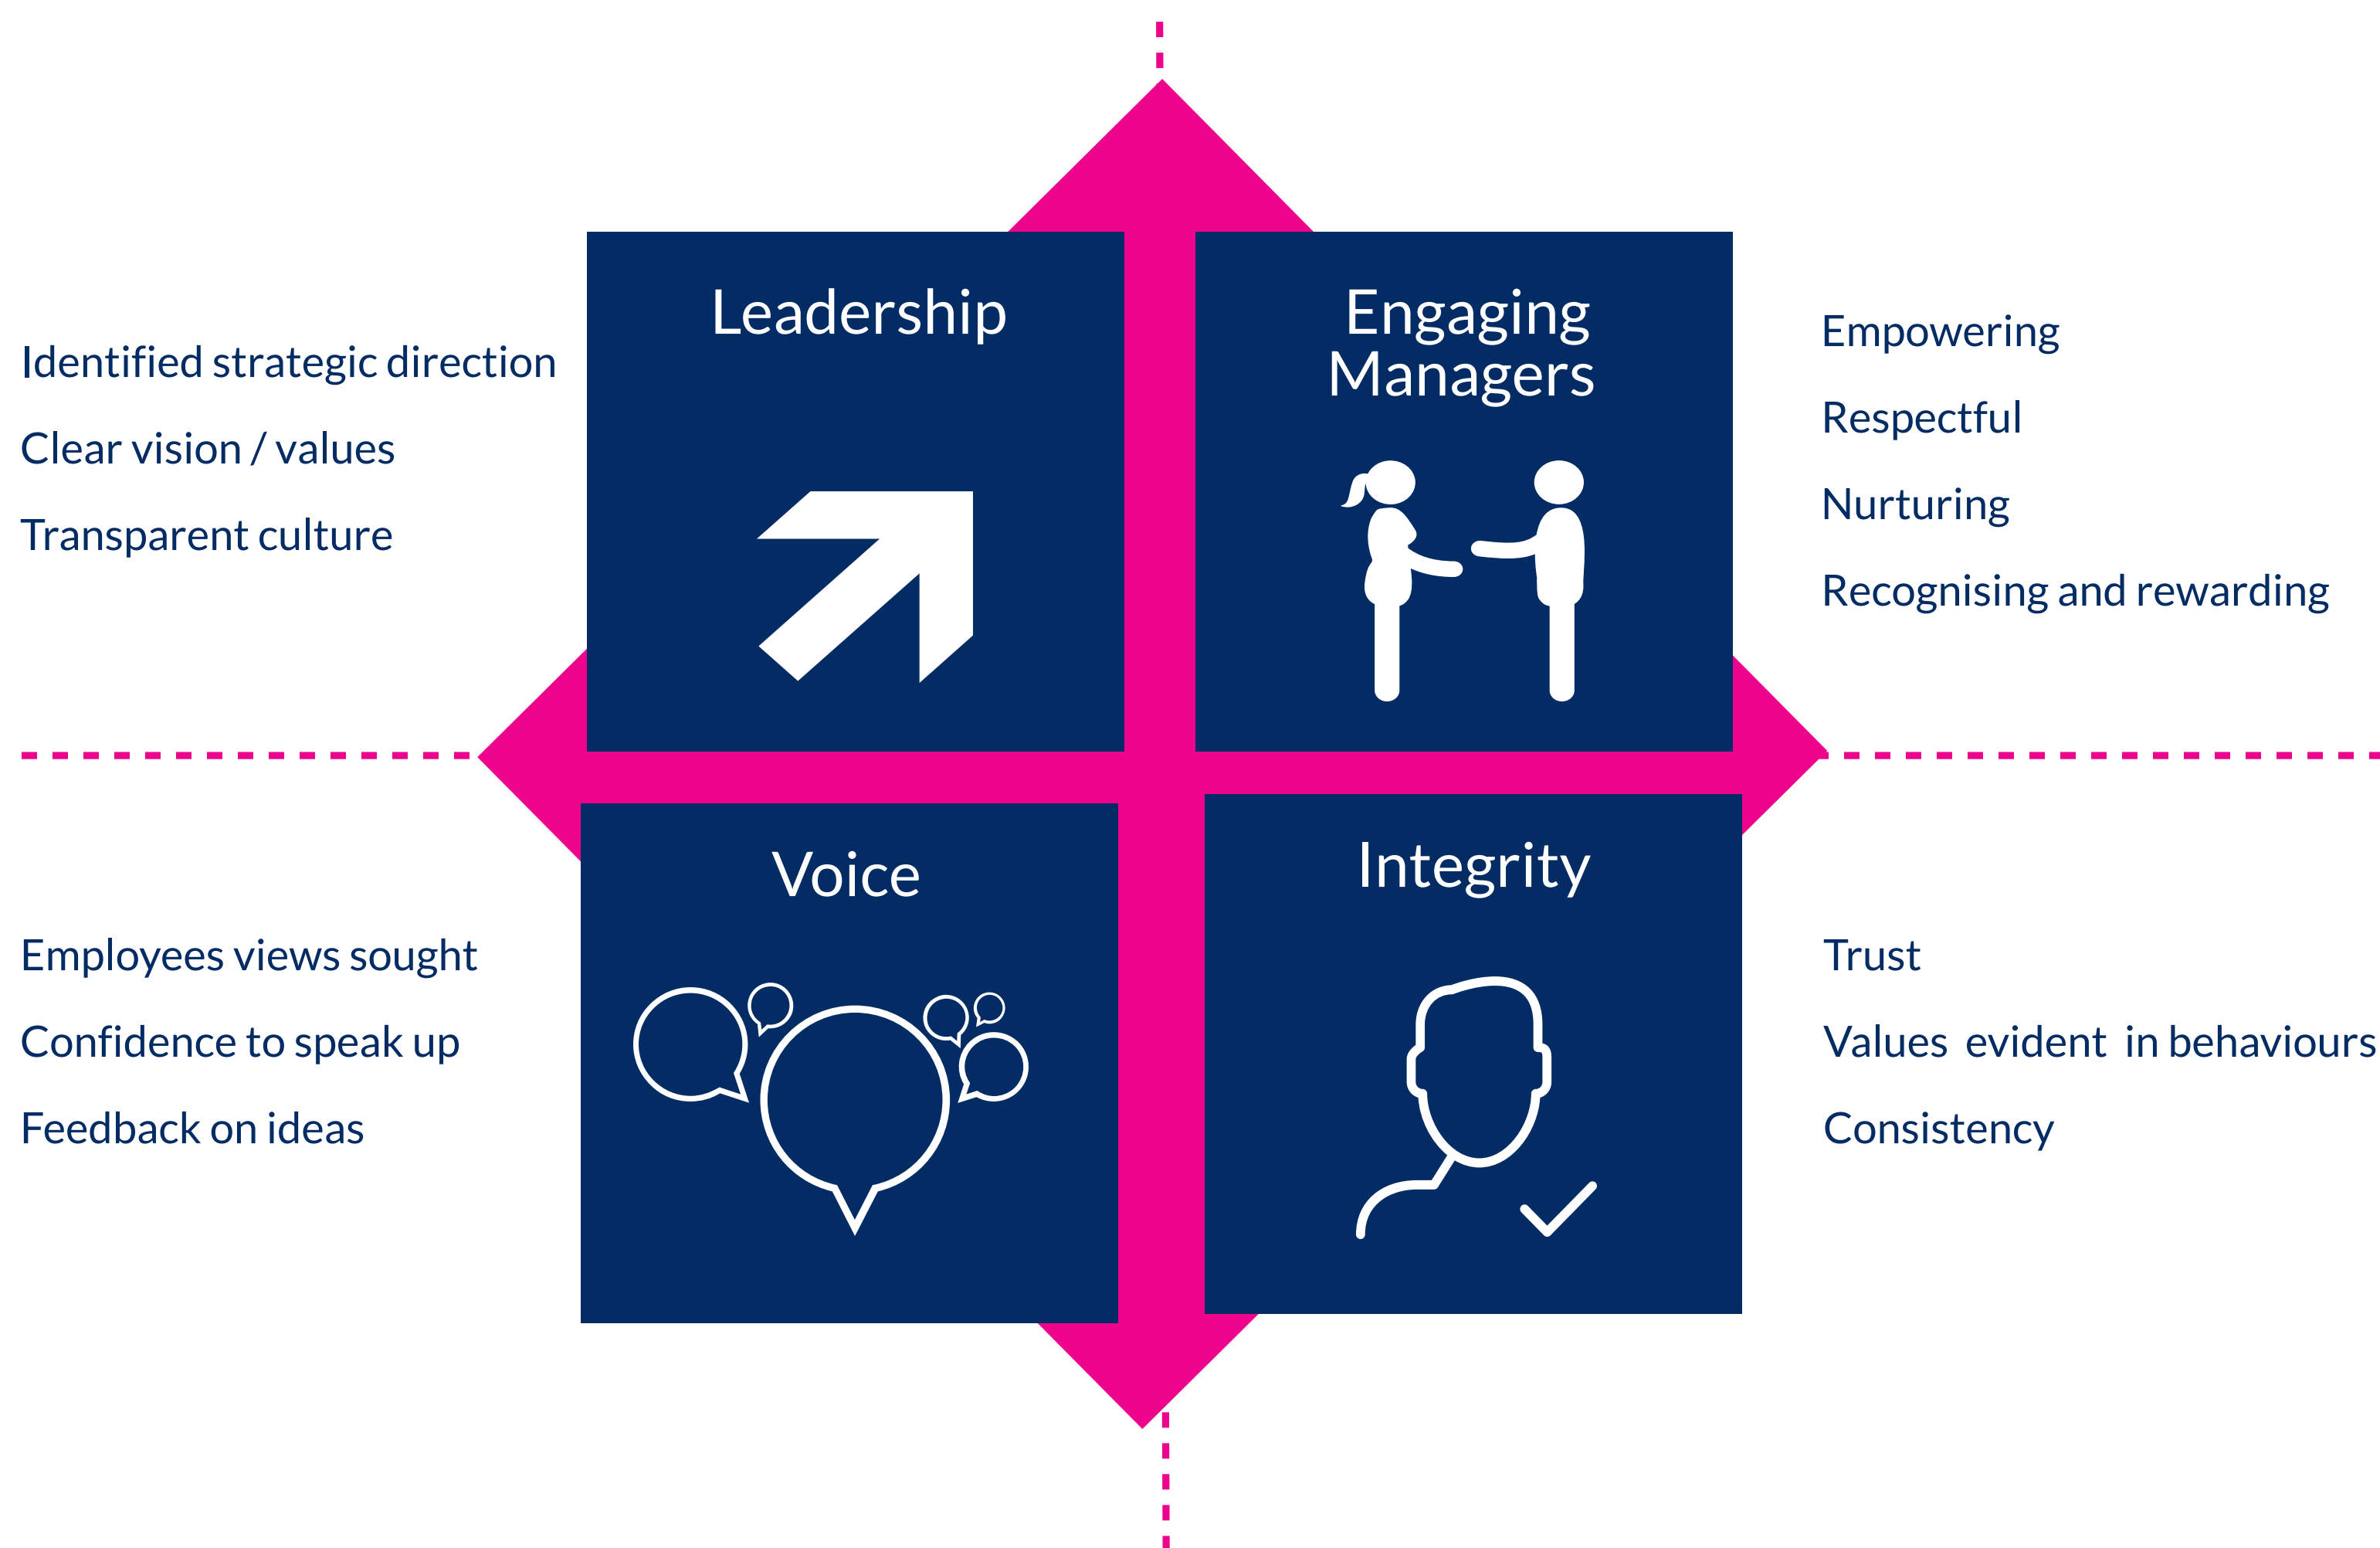 Leadership
Identified strategic direction
Clear vision / values
Transparent culture
Engaging
Managers
Empowering
Respectful
Nurturing
Recognising and rewarding
Voice
Employees views sought
Confidence to speak up
Feedback on ideas
Integrity
Trust
Values evident in behaviours
Consistency